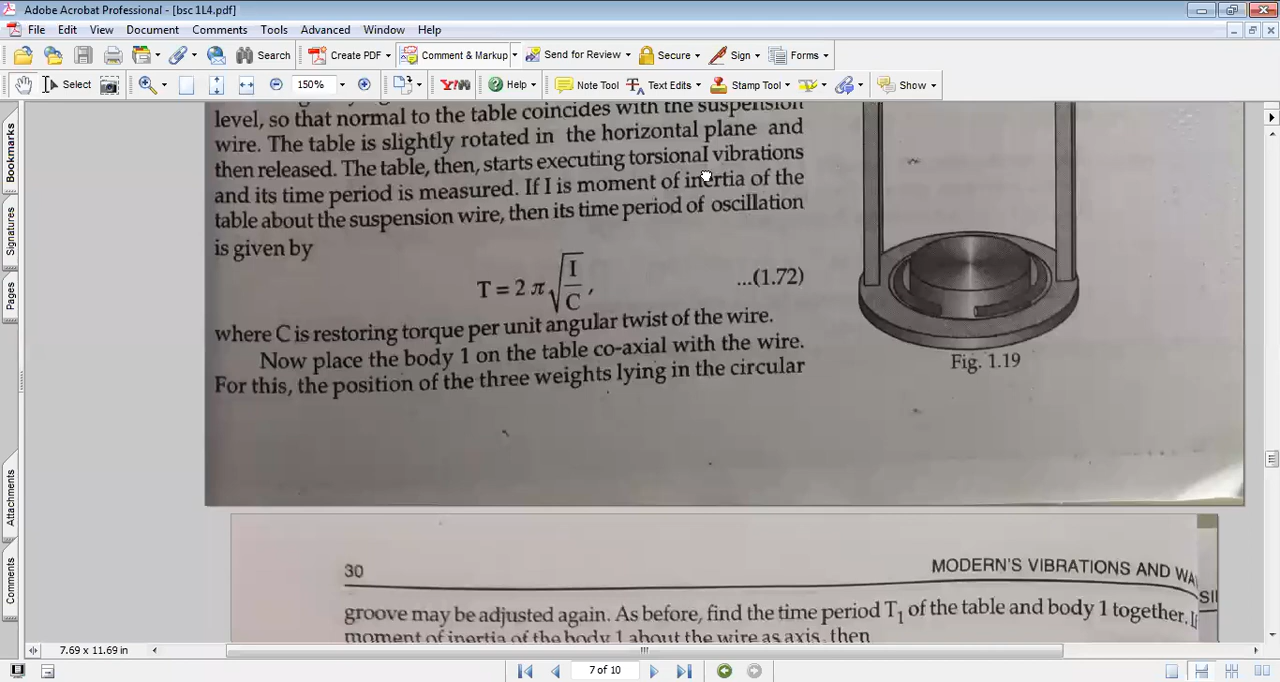 Adobe Acrobat Professional - [bsc 1L4.pdf]
File Edit View Document Comments Tools Advanced Window Help
Search Create PDF Comment & Markup Send for Review Secure Sign Forms
Select 150% Y! Help Note Tool Text Edits Stamp Tool Show
Bookmarks
Signatures
Pages
Attachments
Comments
level, so that normal to the table coincides with the suspension
wire. The table is slightly rotated in the horizontal plane and
then released. The table, then, starts executing torsional vibrations
and its time period is measured. If I is moment of inertia of the
table about the suspension wire, then its time period of oscillation
is given by
T = 2 π √(I/C), ...(1.72)
where C is restoring torque per unit angular twist of the wire.
Now place the body 1 on the table co-axial with the wire.
For this, the position of the three weights lying in the circular
Fig. 1.19
30 MODERN'S VIBRATIONS AND WA
SI
groove may be adjusted again. As before, find the time period T₁ of the table and body 1 together. I
moment of inertia of the body 1 about the wire as axis, then
7.69 x 11.69 in
7 of 10